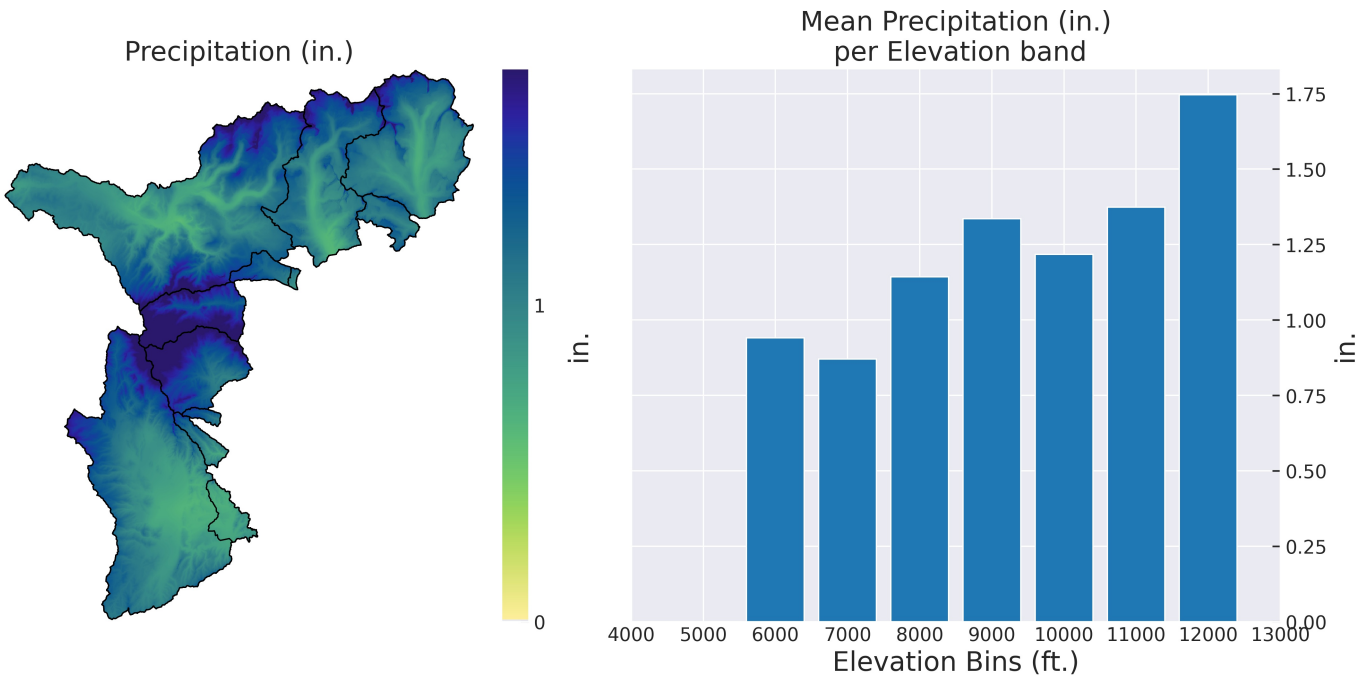 Precipitation (in.)
1
0
in.
Mean Precipitation (in.)
per Elevation band
1.75
1.50
1.25
1.00
0.75
0.50
0.25
0.00
in.
4000 5000 6000 7000 8000 9000 10000 11000 12000 13000
Elevation Bins (ft.)